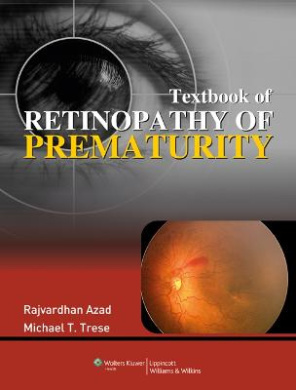 Textbook of
RETINOPATHY OF
PREMATURITY
Rajvardhan Azad
Michael T. Trese
Wolters Kluwer
Lippincott
Williams & Wilkins